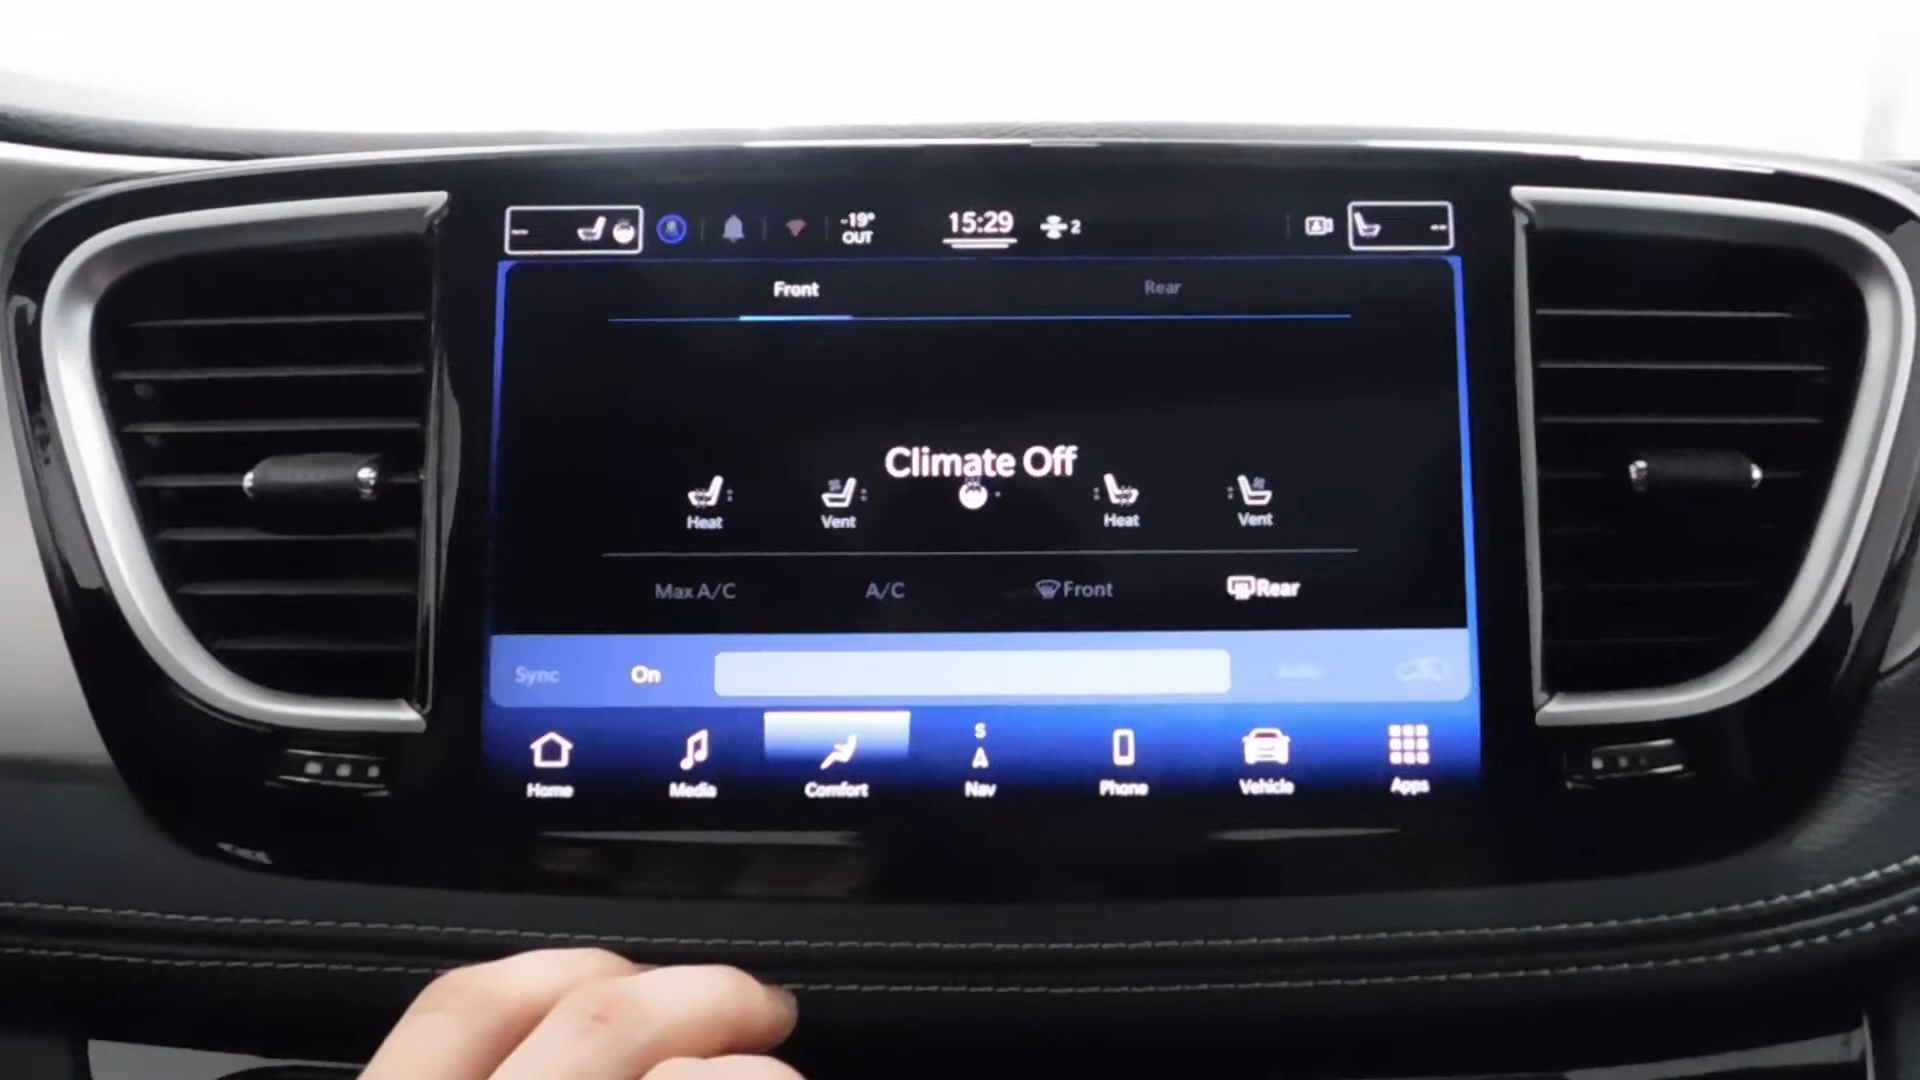 -19°
OUT
15:29
2
Front
Rear
Climate Off
Heat
Vent
Heat
Vent
Max A/C
A/C
Front
Rear
Sync
On
Auto
S
A
Home
Media
Comfort
Nav
Phone
Vehicle
Apps